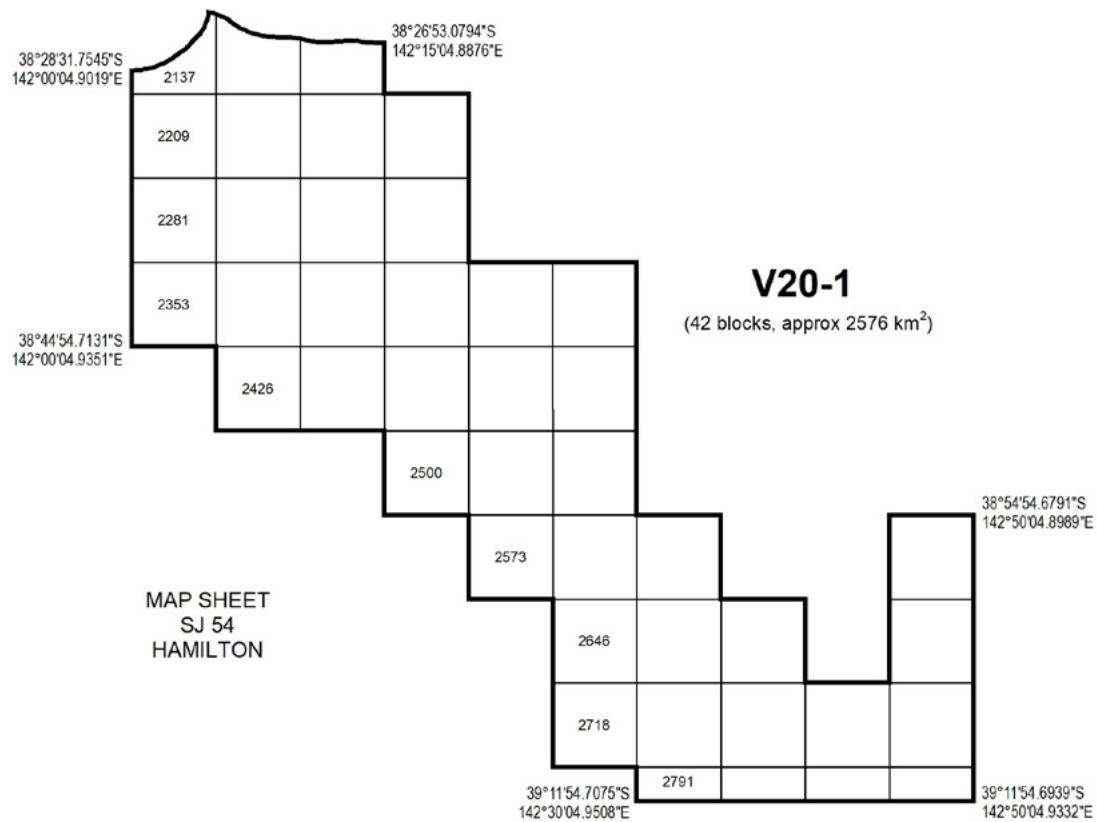 38°26'53.0794"S
142°15'04.8876"E
38°28'31.7545"S
142°00'04.9019"E
2137
2209
2281
V20-1
(42 blocks, approx 2576 km²)
2353
38°44'54.7131"S
142°00'04.9351"E
2426
2500
38°54'54.6791"S
142°50'04.8989"E
2573
MAP SHEET
SJ 54
HAMILTON
2646
2718
2791
39°11'54.7075"S
142°30'04.9508"E
39°11'54.6939"S
142°50'04.9332"E